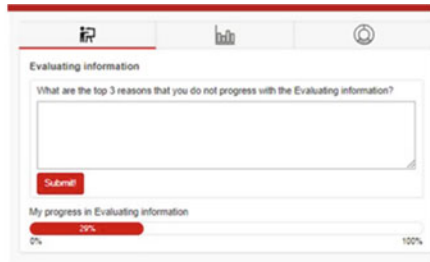 Evaluating information
What are the top 3 reasons that you do not progress with the Evaluating information?
Submit!
My progress in Evaluating information
29%
0% 100%